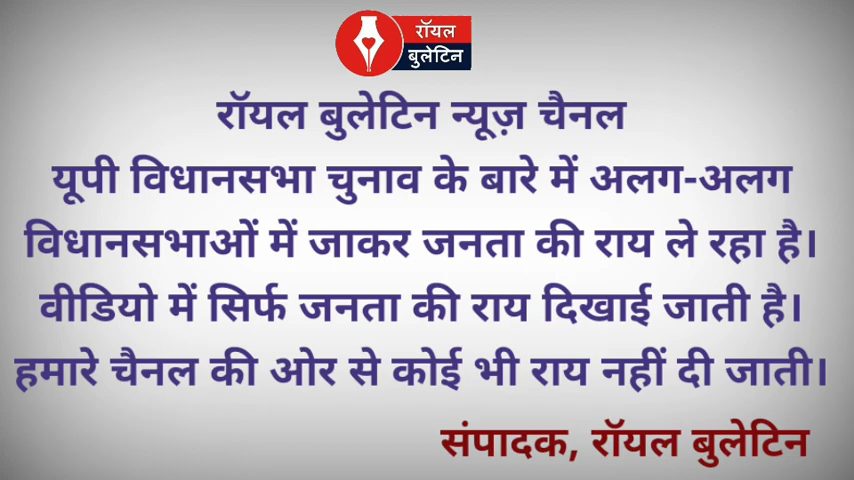 रॉयल
बुलेटिन
रॉयल बुलेटिन न्यूज़ चैनल
यूपी विधानसभा चुनाव के बारे में अलग-अलग
विधानसभाओं में जाकर जनता की राय ले रहा है।
वीडियो में सिर्फ जनता की राय दिखाई जाती है।
हमारे चैनल की ओर से कोई भी राय नहीं दी जाती।
संपादक, रॉयल बुलेटिन